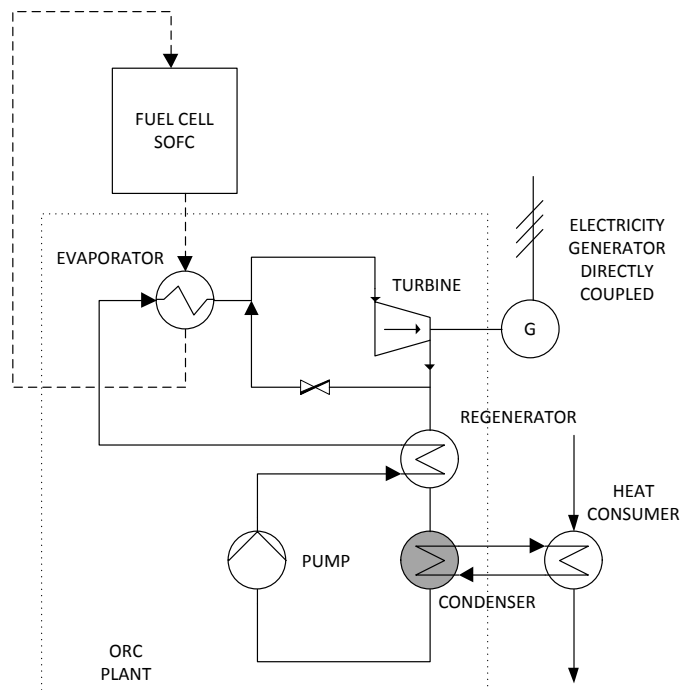 FUEL CELL
SOFC
EVAPORATOR
TURBINE
ELECTRICITY
GENERATOR
DIRECTLY
COUPLED
G
REGENERATOR
HEAT
CONSUMER
PUMP
CONDENSER
ORC
PLANT